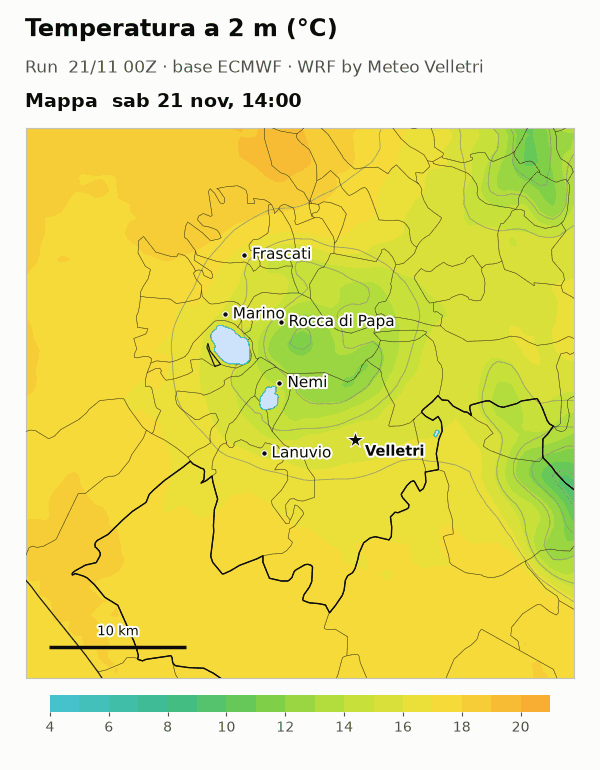 Temperatura a 2 m (°C)
Run 21/11 00Z · base ECMWF · WRF by Meteo Velletri
Mappa sab 21 nov, 14:00
Frascati
Marino
Rocca di Papa
Nemi
Velletri
Lanuvio
10 km
4 6 8 10 12 14 16 18 20